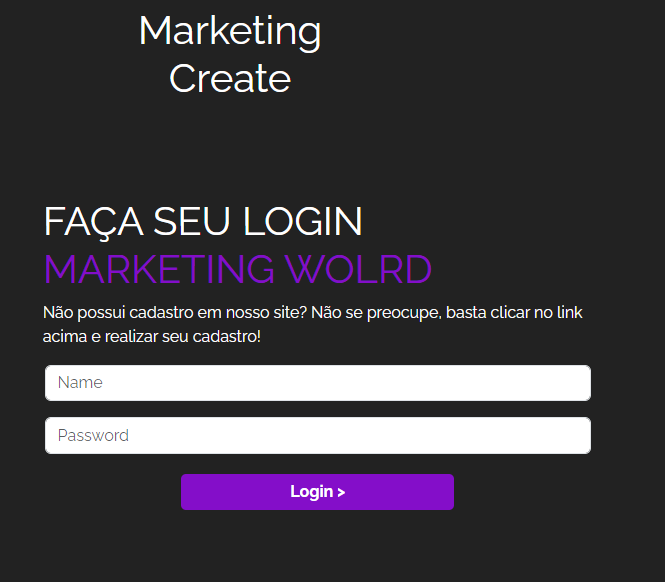 Marketing
Create
FAÇA SEU LOGIN
MARKETING WOLRD
Não possui cadastro em nosso site? Não se preocupe, basta clicar no link
acima e realizar seu cadastro!
Name
Password
Login >